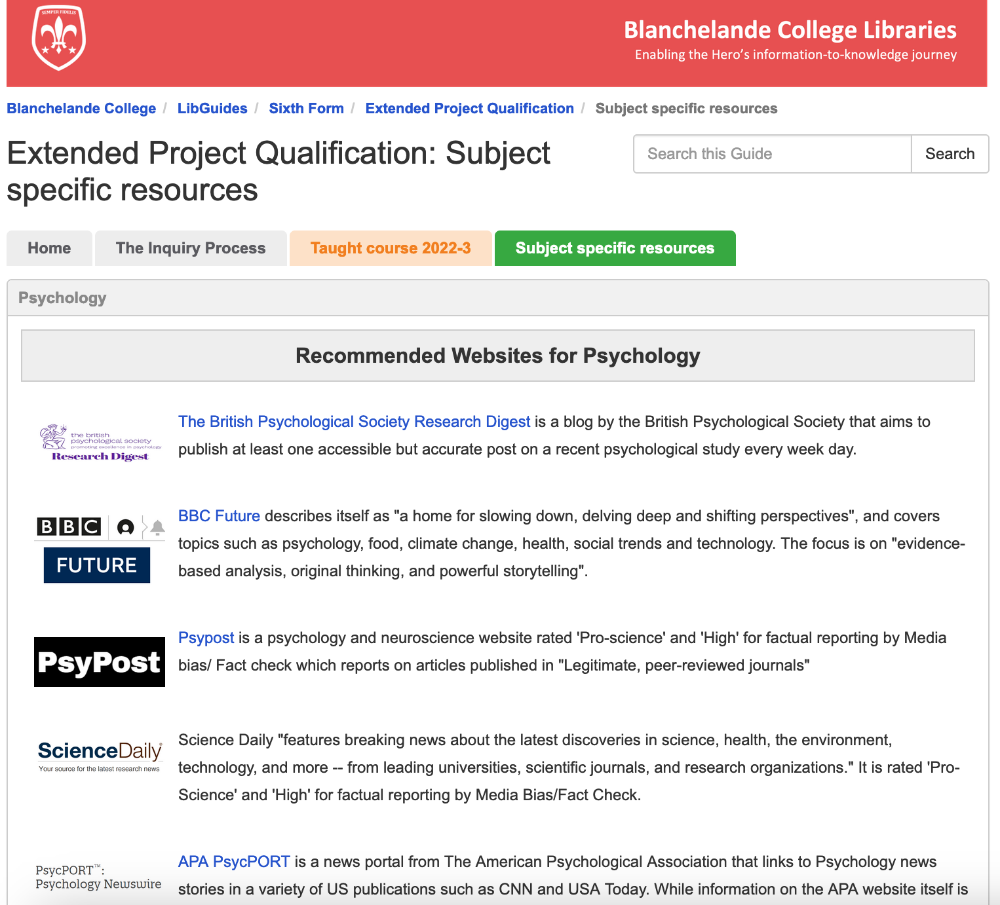 SEMPER FIDELIS
Blanchelande College Libraries
Enabling the Hero’s information-to-knowledge journey
Blanchelande College / LibGuides / Sixth Form / Extended Project Qualification / Subject specific resources
Extended Project Qualification: Subject
specific resources
Search this Guide
Search
Home
The Inquiry Process
Taught course 2022-3
Subject specific resources
Psychology
Recommended Websites for Psychology
the british
psychological society
promoting excellence in psychology
Research Digest
The British Psychological Society Research Digest is a blog by the British Psychological Society that aims to
publish at least one accessible but accurate post on a recent psychological study every week day.
BBC
FUTURE
BBC Future describes itself as "a home for slowing down, delving deep and shifting perspectives", and covers
topics such as psychology, food, climate change, health, social trends and technology. The focus is on "evidence-
based analysis, original thinking, and powerful storytelling".
PsyPost
Psypost is a psychology and neuroscience website rated 'Pro-science' and 'High' for factual reporting by Media
bias/ Fact check which reports on articles published in "Legitimate, peer-reviewed journals"
ScienceDaily®
Your source for the latest research news
Science Daily "features breaking news about the latest discoveries in science, health, the environment,
technology, and more -- from leading universities, scientific journals, and research organizations." It is rated 'Pro-
Science' and 'High' for factual reporting by Media Bias/Fact Check.
PsycPORT™:
Psychology Newswire
APA PsycPORT is a news portal from The American Psychological Association that links to Psychology news
stories in a variety of US publications such as CNN and USA Today. While information on the APA website itself is